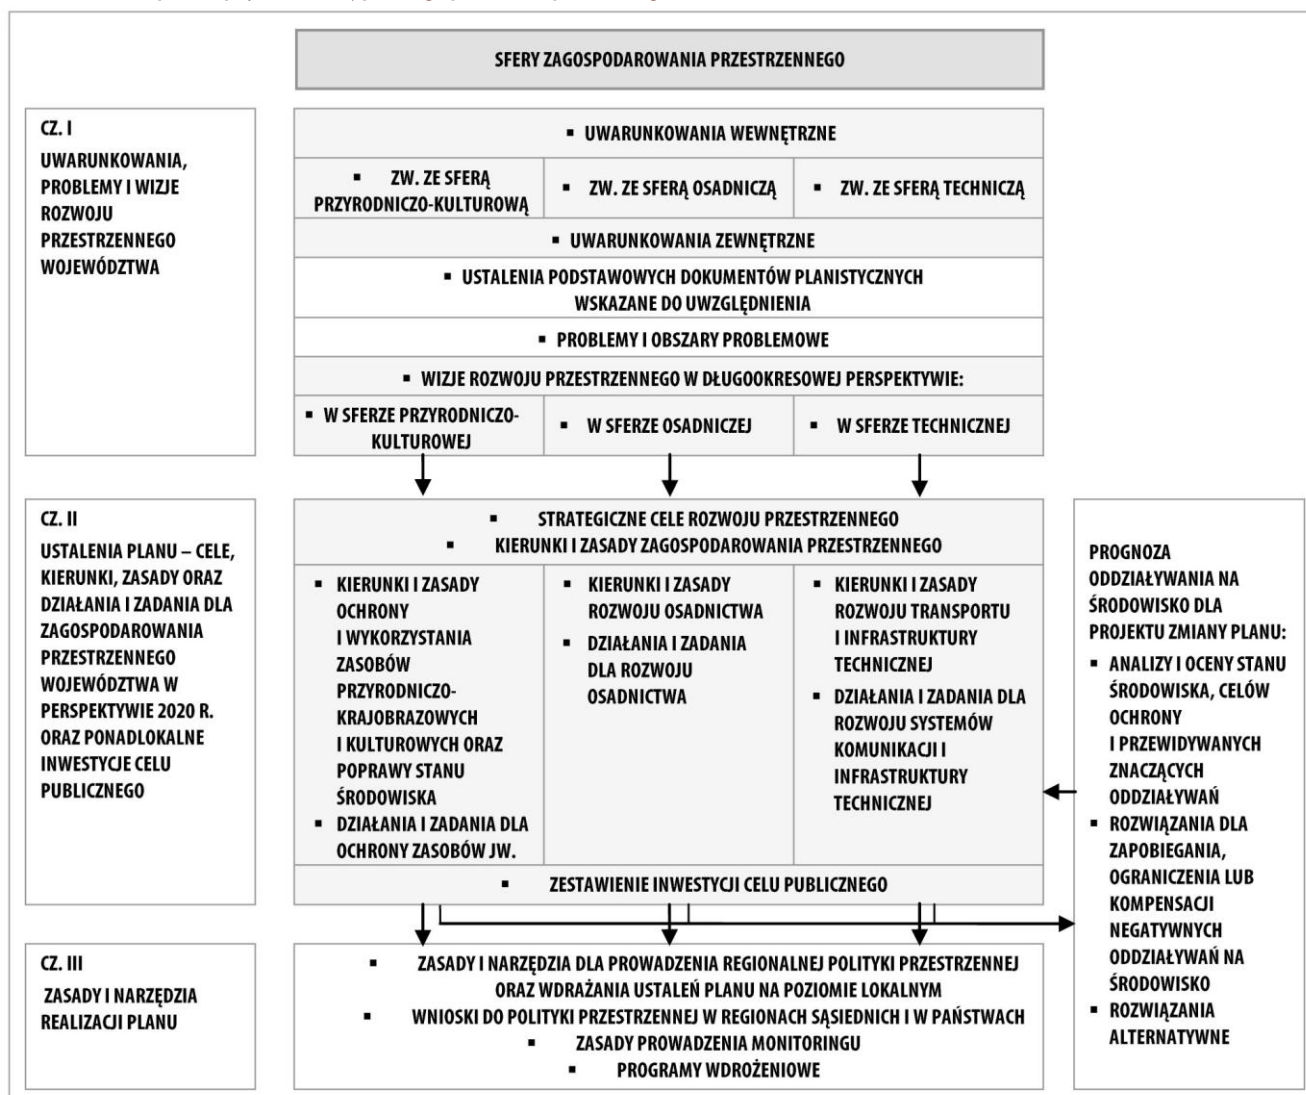 SFERY ZAGOSPODAROWANIA PRZESTRZENNEGO
CZ. I
UWARUNKOWANIA,
PROBLEMY I WIZJE
ROZWOJU
PRZESTRZENNEGO
WOJEWÓDZTWA
▪ UWARUNKOWANIA WEWNĘTRZNE
▪ ZW. ZE SFERĄ
PRZYRODNICZO-KULTUROWĄ
▪ ZW. ZE SFERĄ OSADNICZĄ
▪ ZW. ZE SFERĄ TECHNICZĄ
▪ UWARUNKOWANIA ZEWNĘTRZNE
▪ USTALENIA PODSTAWOWYCH DOKUMENTÓW PLANISTYCZNYCH
WSKAZANE DO UWZGLĘDNIENIA
▪ PROBLEMY I OBSZARY PROBLEMOWE
▪ WIZJE ROZWOJU PRZESTRZENNEGO W DŁUGOOKRESOWEJ PERSPEKTYWIE:
▪ W SFERZE PRZYRODNICZO-
KULTUROWEJ
▪ W SFERZE OSADNICZEJ
▪ W SFERZE TECHNICZNEJ
CZ. II
USTALENIA PLANU – CELE,
KIERUNKI, ZASADY ORAZ
DZIAŁANIA I ZADANIA DLA
ZAGOSPODAROWANIA
PRZESTRZENNEGO
WOJEWÓDZTWA W
PERSPEKTYWIE 2020 R.
ORAZ PONADLOKALNE
INWESTYCJE CELU
PUBLICZNEGO
▪ STRATEGICZNE CELE ROZWOJU PRZESTRZENNEGO
▪ KIERUNKI I ZASADY ZAGOSPODAROWANIA PRZESTRZENNEGO
▪ KIERUNKI I ZASADY
OCHRONY
I WYKORZYSTANIA
ZASOBÓW
PRZYRODNICZO-
KRAJOBRAZOWYCH
I KULTUROWYCH ORAZ
POPRAWY STANU
ŚRODOWISKA
▪ DZIAŁANIA I ZADANIA DLA
OCHRONY ZASOBÓW JW.
▪ KIERUNKI I ZASADY
ROZWOJU OSADNICTWA
▪ DZIAŁANIA I ZADANIA
DLA ROZWOJU
OSADNICTWA
▪ KIERUNKI I ZASADY
ROZWOJU TRANSPORTU
I INFRASTRUKTURY
TECHNICZNEJ
▪ DZIAŁANIA I ZADANIA DLA
ROZWOJU SYSTEMÓW
KOMUNIKACJI I
INFRASTRUKTURY
TECHNICZNEJ
▪ ZESTAWIENIE INWESTYCJI CELU PUBLICZNEGO
PROGNOZA
ODDZIAŁYWANIA NA
ŚRODOWISKO DLA
PROJEKTU ZMIANY PLANU:
▪ ANALIZY I OCENY STANU
ŚRODOWISKA, CELÓW
OCHRONY
I PRZEWIDYWANYCH
ZNACZĄCYCH
ODDZIAŁYWAŃ
▪ ROZWIĄZANIA DLA
ZAPOBIEGANIA,
OGRANICZENIA LUB
KOMPENSACJI
NEGATYWNYCH
ODDZIAŁYWAŃ NA
ŚRODOWISKO
▪ ROZWIĄZANIA
ALTERNATYWNE
CZ. III
ZASADY I NARZĘDZIA
REALIZACJI PLANU
▪ ZASADY I NARZĘDZIA DLA PROWADZENIA REGIONALNEJ POLITYKI PRZESTRZENNEJ
ORAZ WDRAŻANIA USTALEŃ PLANU NA POZIOMIE LOKALNYM
▪ WNIOSKI DO POLITYKI PRZESTRZENNEJ W REGIONACH SĄSIEDNICH I W PAŃSTWACH
▪ ZASADY PROWADZENIA MONITORINGU
▪ PROGRAMY WDROŻENIOWE